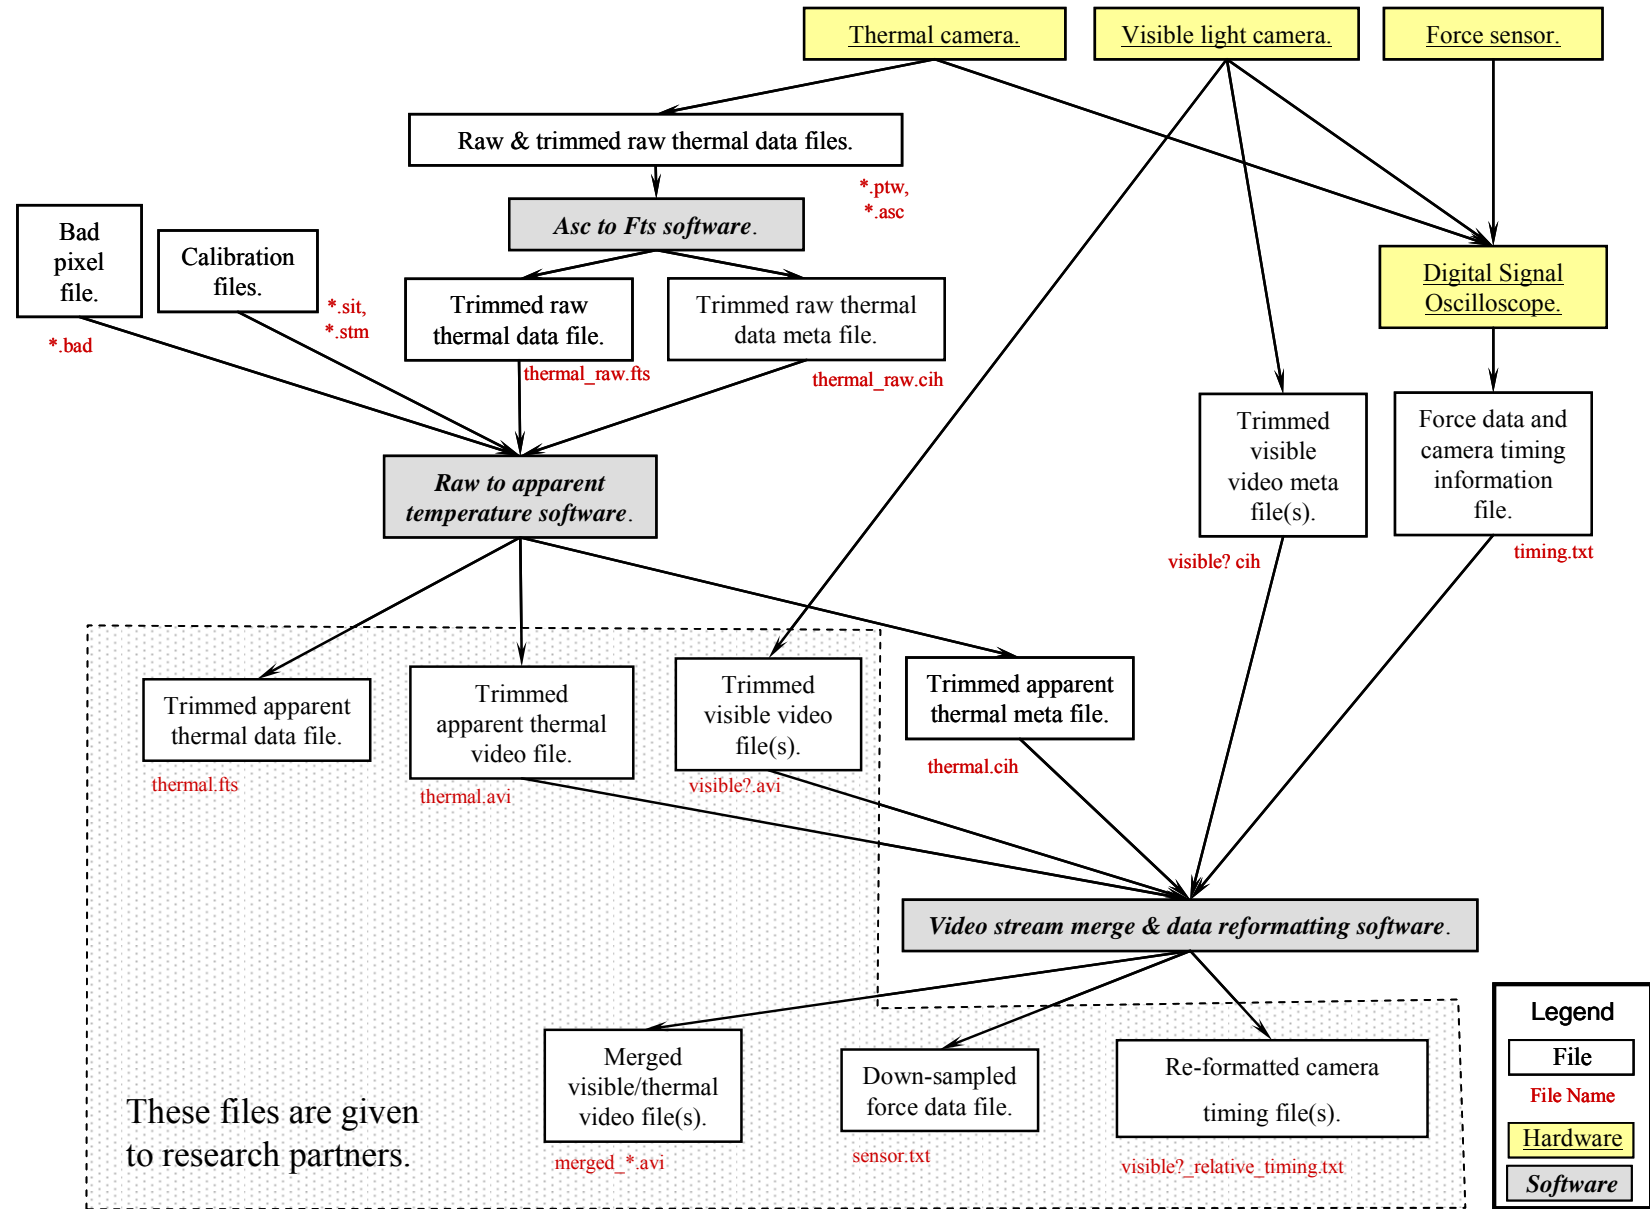 Thermal camera.
Visible light camera.
Force sensor.
Raw & trimmed raw thermal data files.
*.ptw,
*.asc
Asc to Fts software.
Bad
pixel
file.
*.bad
Calibration
files.
*.sit,
*.stm
Trimmed raw
thermal data file.
thermal_raw.fts
Trimmed raw thermal
data meta file.
thermal_raw.cih
Digital Signal
Oscilloscope.
Raw to apparent
temperature software.
Trimmed
visible
video meta
file(s).
visible? cih
Force data and
camera timing
information
file.
timing.txt
Trimmed apparent
thermal data file.
thermal.fts
Trimmed
apparent thermal
video file.
thermal.avi
Trimmed
visible video
file(s).
visible?.avi
Trimmed apparent
thermal meta file.
thermal.cih
Video stream merge & data reformatting software.
These files are given
to research partners.
Merged
visible/thermal
video file(s).
merged_*.avi
Down-sampled
force data file.
sensor.txt
Re-formatted camera
timing file(s).
visible?_relative_timing.txt
Legend
File
File Name
Hardware
Software